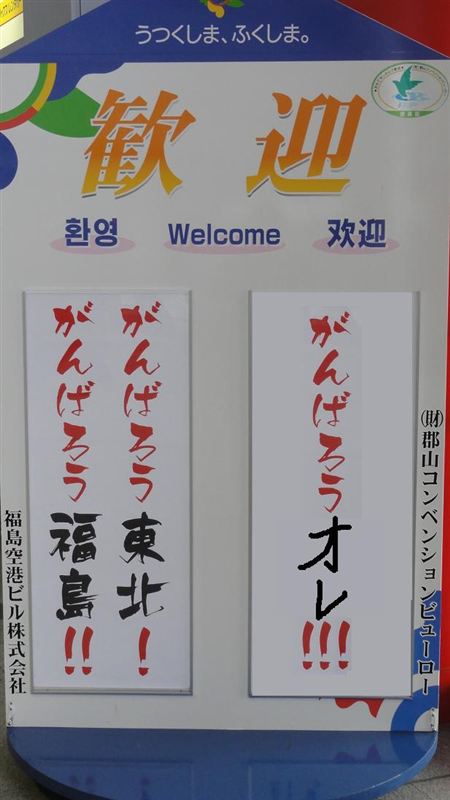 うつくしま、ふくしま。
歓迎
환영 Welcome 欢迎
がんばろう東北!
がんばろう福島!!
がんばろうオレ!!!
(財)郡山コンベンションビューロー
福島空港ビル株式会社